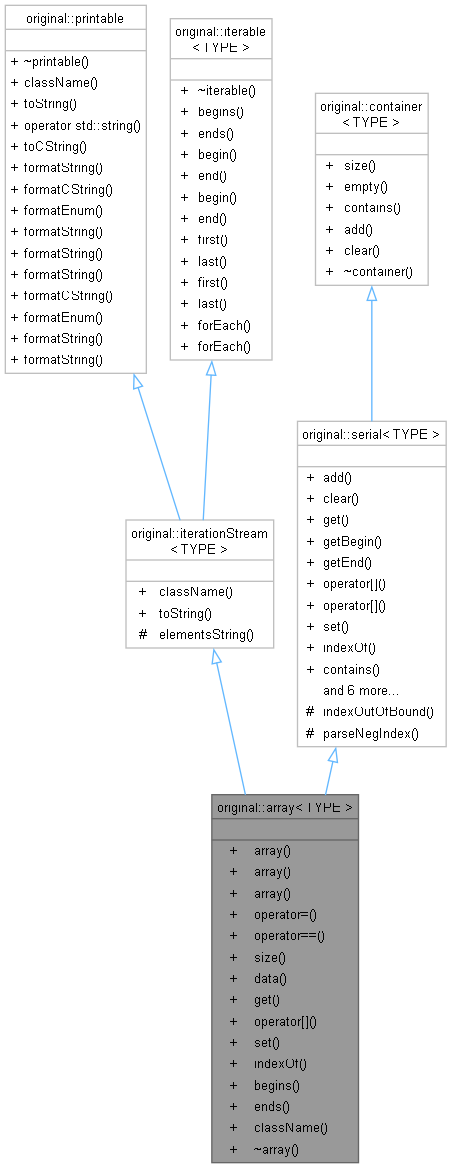 original::printable
+ ~printable()
+ className()
+ toString()
+ operator std::string()
+ toCString()
+ formatString()
+ formatCString()
+ formatEnum()
+ formatString()
+ formatString()
+ formatString()
+ formatCString()
+ formatEnum()
+ formatString()
+ formatString()
original::iterable
< TYPE >
+ ~iterable()
+ begins()
+ ends()
+ begin()
+ end()
+ begin()
+ end()
+ first()
+ last()
+ first()
+ last()
+ forEach()
+ forEach()
original::container
< TYPE >
+ size()
+ empty()
+ contains()
+ add()
+ clear()
+ ~container()
original::iterationStream
< TYPE >
+ className()
+ toString()
# elementsString()
original::serial< TYPE >
+ add()
+ clear()
+ get()
+ getBegin()
+ getEnd()
+ operator[]()
+ operator[]()
+ set()
+ indexOf()
+ contains()
and 6 more...
# indexOutOfBound()
# parseNegIndex()
original::array< TYPE >
+ array()
+ array()
+ array()
+ operator=()
+ operator==()
+ size()
+ data()
+ get()
+ operator[]()
+ set()
+ indexOf()
+ begins()
+ ends()
+ className()
+ ~array()